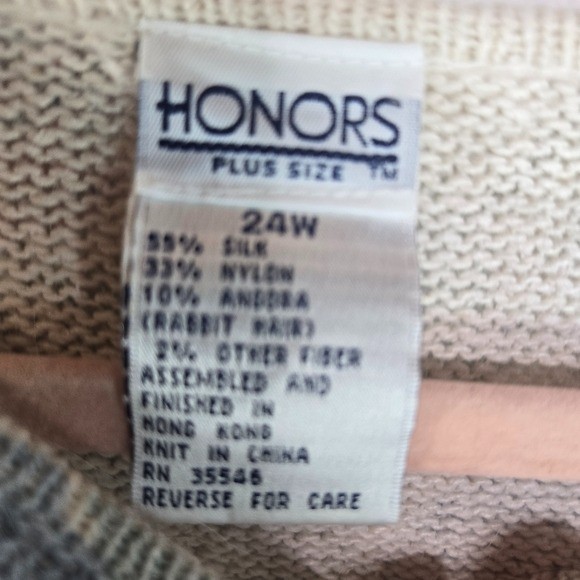 HONORS
PLUS SIZE TM
24W
55% SILK
33% NYLON
10% ANGORA
(RABBIT HAIR)
2% OTHER FIBER
ASSEMBLED AND
FINISHED IN
HONG KONG
KNIT IN CHINA
RN 35546
REVERSE FOR CARE